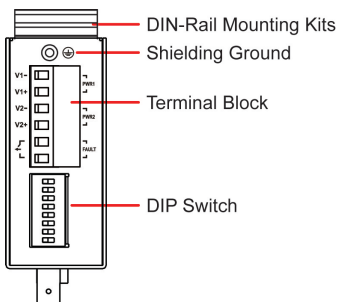 DIN-Rail Mounting Kits
Shielding Ground
V1-
V1+
PWR1
Terminal Block
V2-
V2+
PWR2
FAULT
DIP Switch